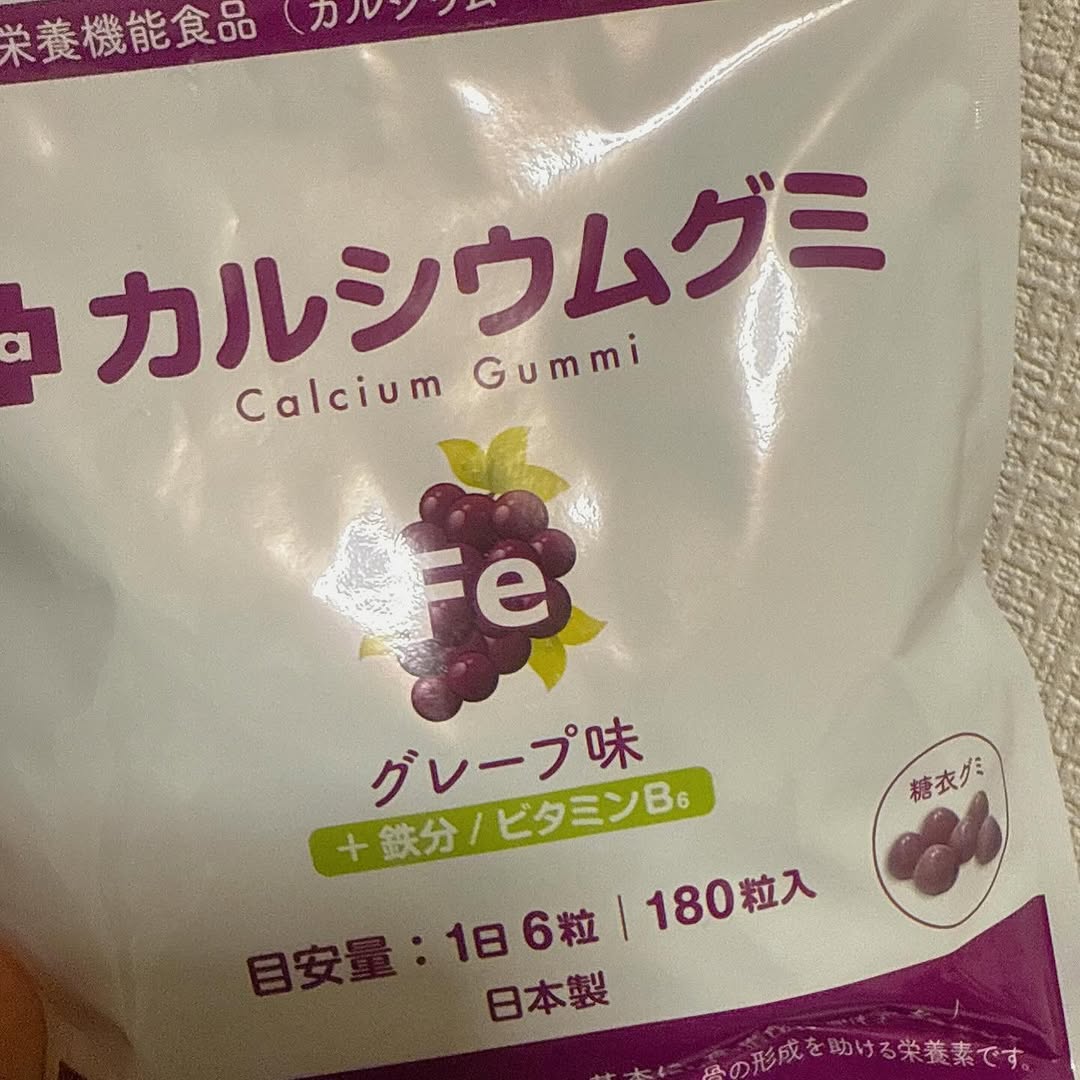 栄養機能食品（カルシウム
a
カルシウムグミ
Calcium Gummi
Fe
グレープ味
＋鉄分/ビタミンB6
糖衣グミ
目安量：1日6粒｜180粒入
日本製
骨の形成を助ける栄養素です。